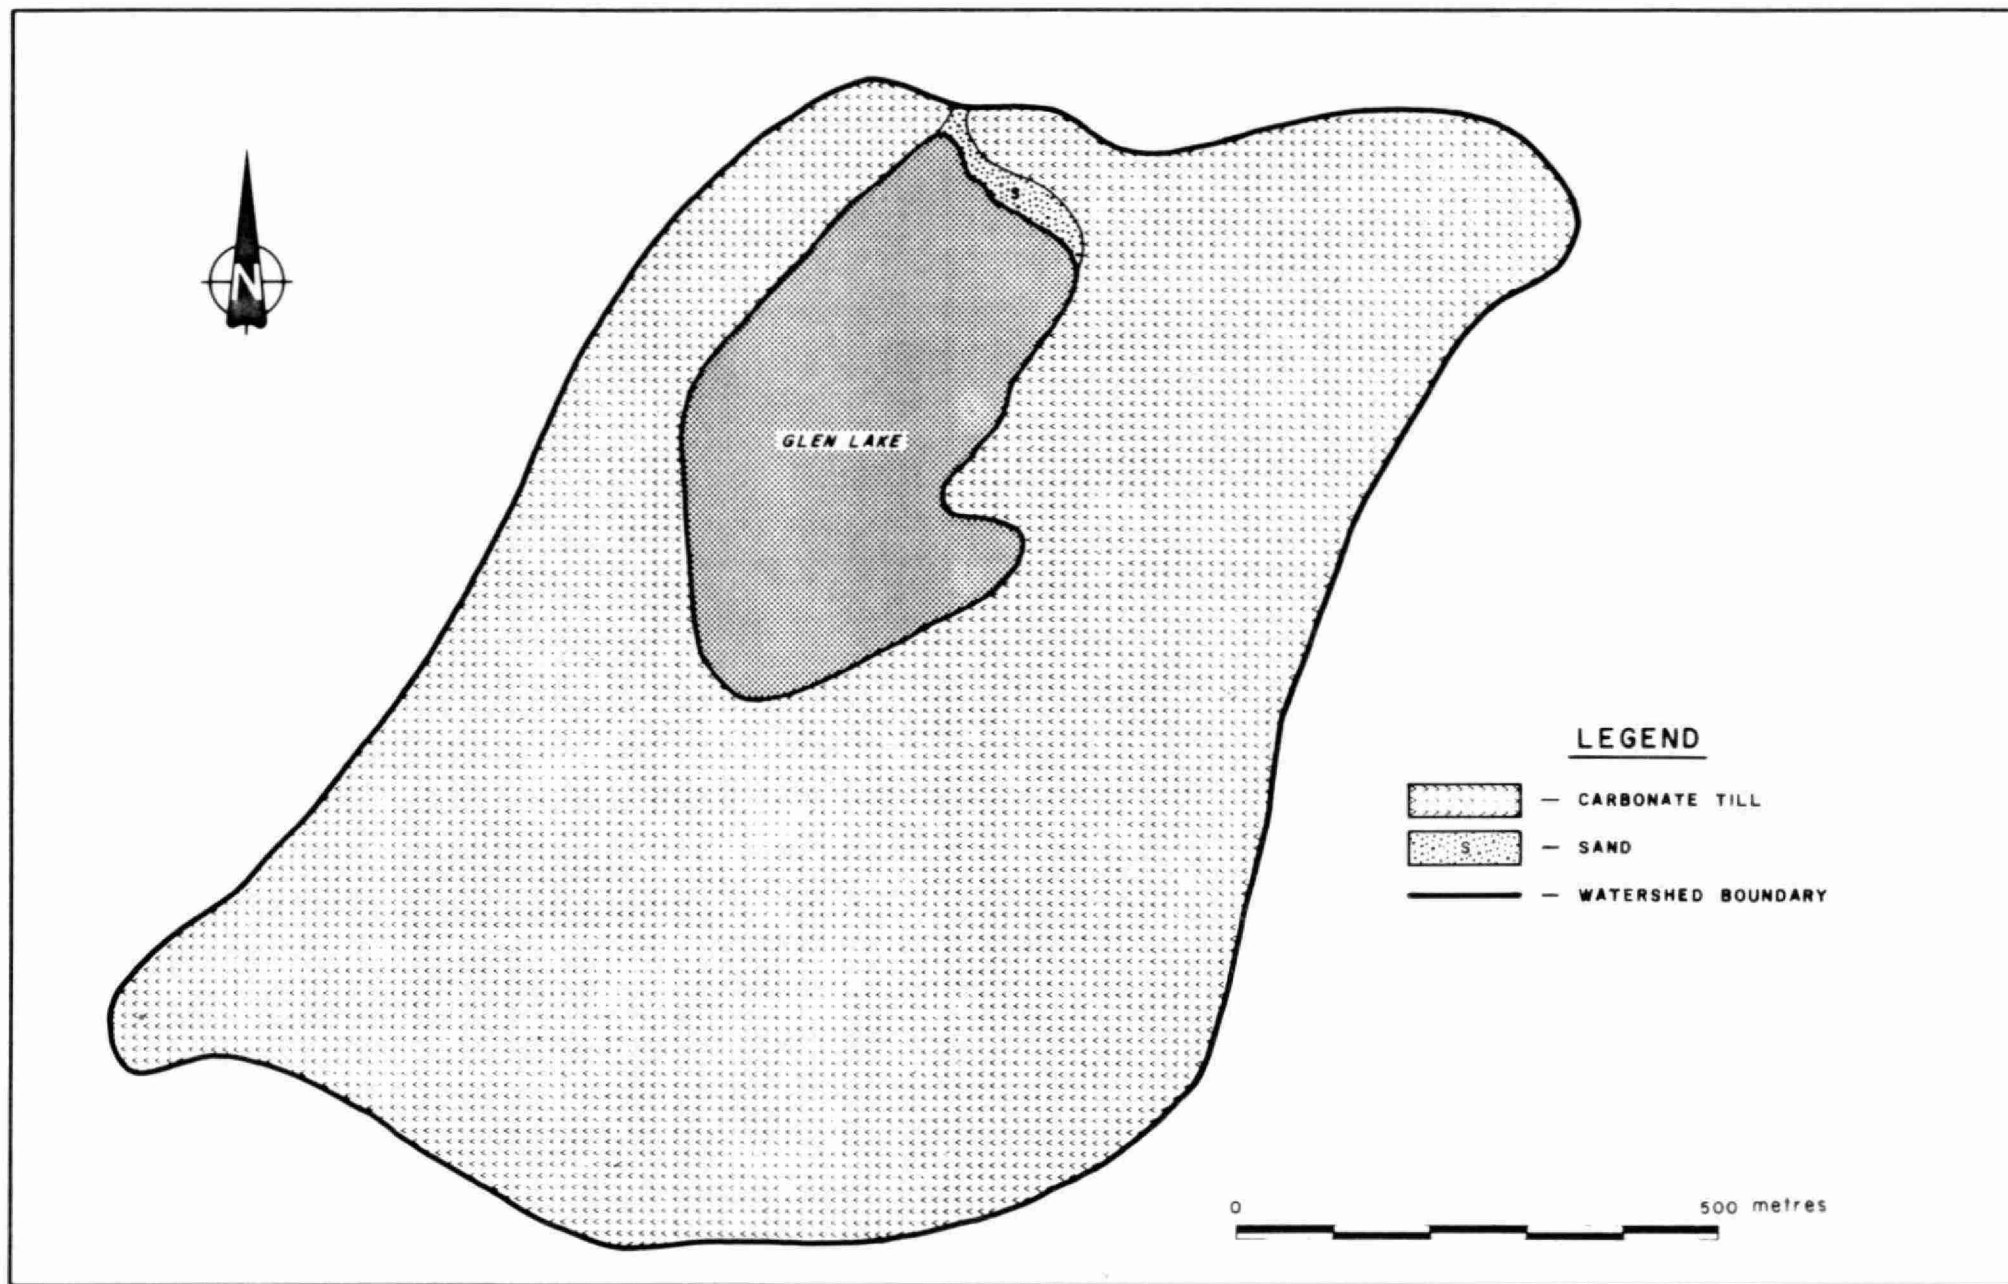 N
S
GLEN LAKE
LEGEND
— CARBONATE TILL
S — SAND
— WATERSHED BOUNDARY
0 500 metres